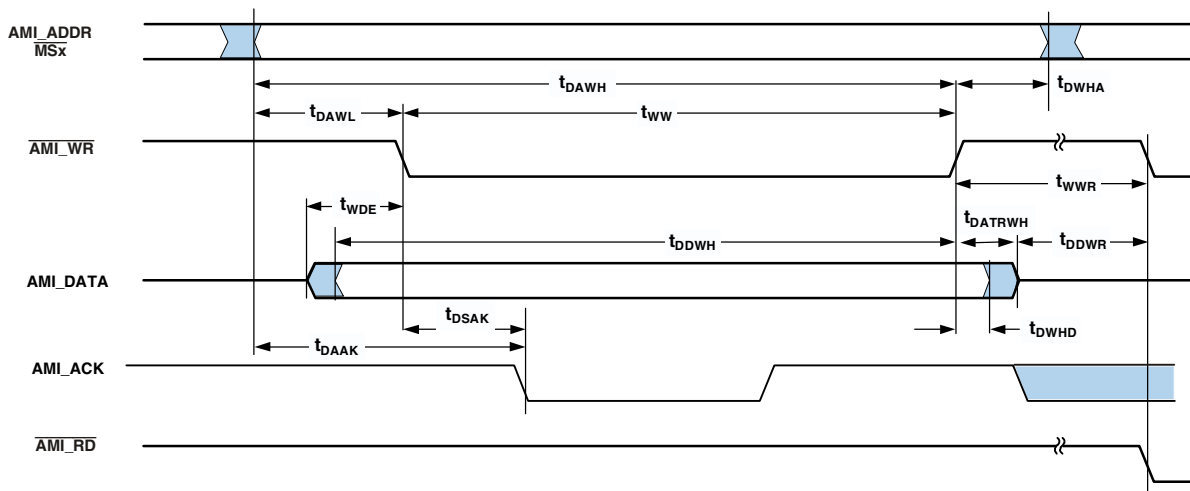 AMI_ADDR
MSx
tDAWH
tDWHA
tDAWL
tWW
AMI_WR
tWWR
tWDE
tDATRWH
tDDWH
tDDWR
AMI_DATA
tDSAK
tDWHD
tDAAK
AMI_ACK
AMI_RD